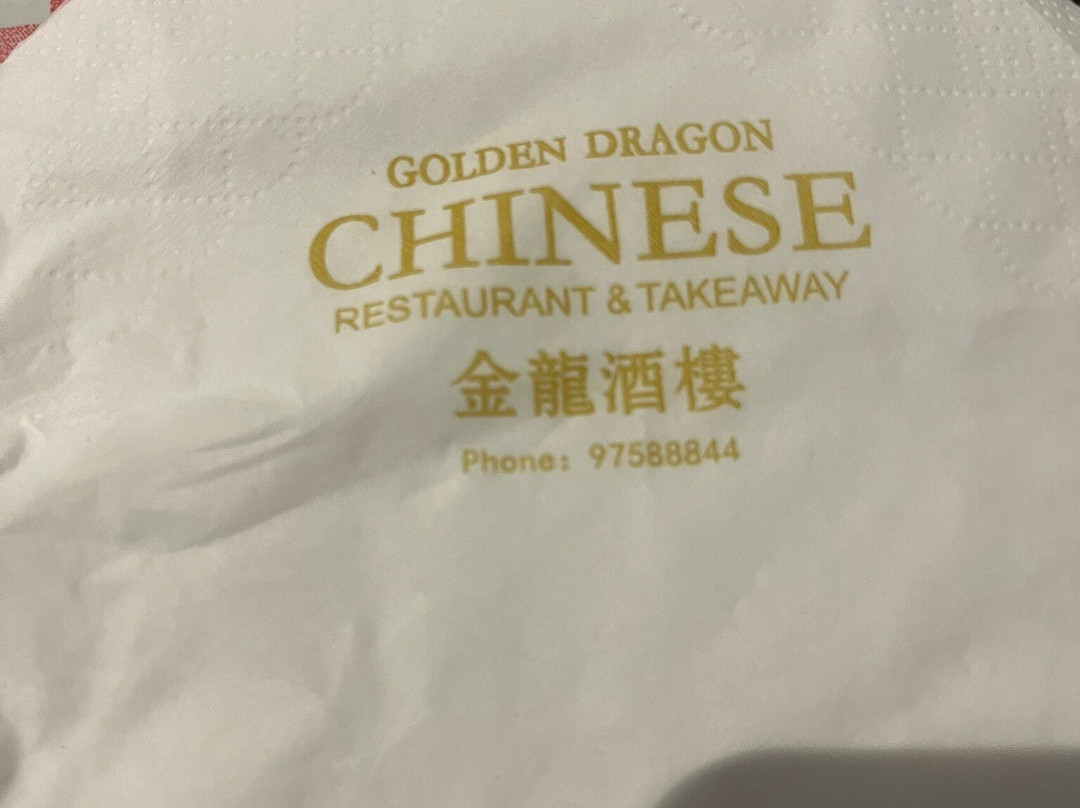 GOLDEN DRAGON
CHINESE
RESTAURANT & TAKEAWAY
金龍酒樓
Phone: 97588844